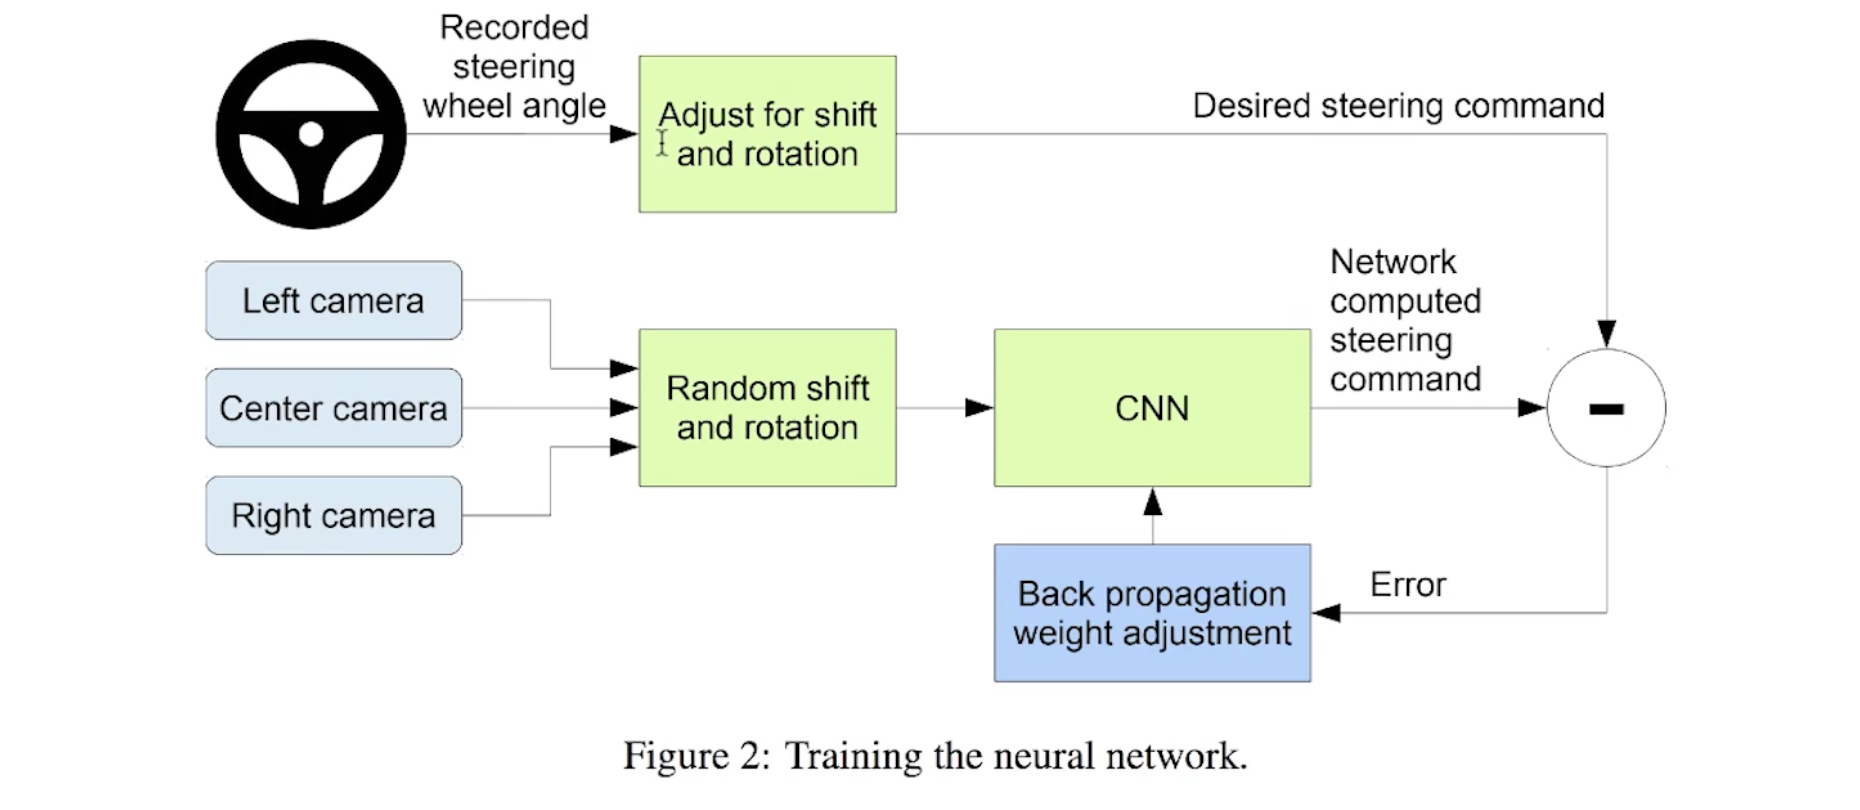 Recorded
steering
wheel angle
Adjust for shift
and rotation
Desired steering command
Left camera
Center camera
Right camera
Random shift
and rotation
CNN
Network
computed
steering
command
-
Back propagation
weight adjustment
Error
Figure 2: Training the neural network.